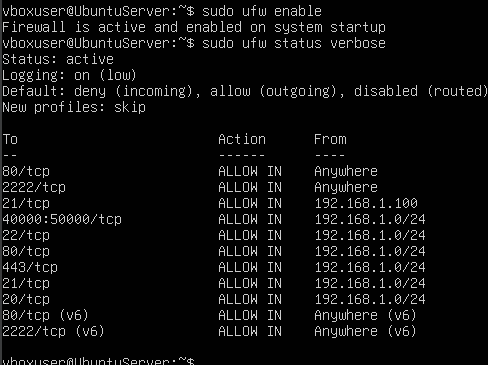 vboxuser@UbuntuServer:~$ sudo ufw enable
Firewall is active and enabled on system startup
vboxuser@UbuntuServer:~$ sudo ufw status verbose
Status: active
Logging: on (low)
Default: deny (incoming), allow (outgoing), disabled (routed)
New profiles: skip
To Action From
-- ------ ----
80/tcp ALLOW IN Anywhere
2222/tcp ALLOW IN Anywhere
21/tcp ALLOW IN 192.168.1.100
40000:50000/tcp ALLOW IN 192.168.1.0/24
22/tcp ALLOW IN 192.168.1.0/24
80/tcp ALLOW IN 192.168.1.0/24
443/tcp ALLOW IN 192.168.1.0/24
21/tcp ALLOW IN 192.168.1.0/24
20/tcp ALLOW IN 192.168.1.0/24
80/tcp (v6) ALLOW IN Anywhere (v6)
2222/tcp (v6) ALLOW IN Anywhere (v6)
vboxuser@UbuntuServer:~$